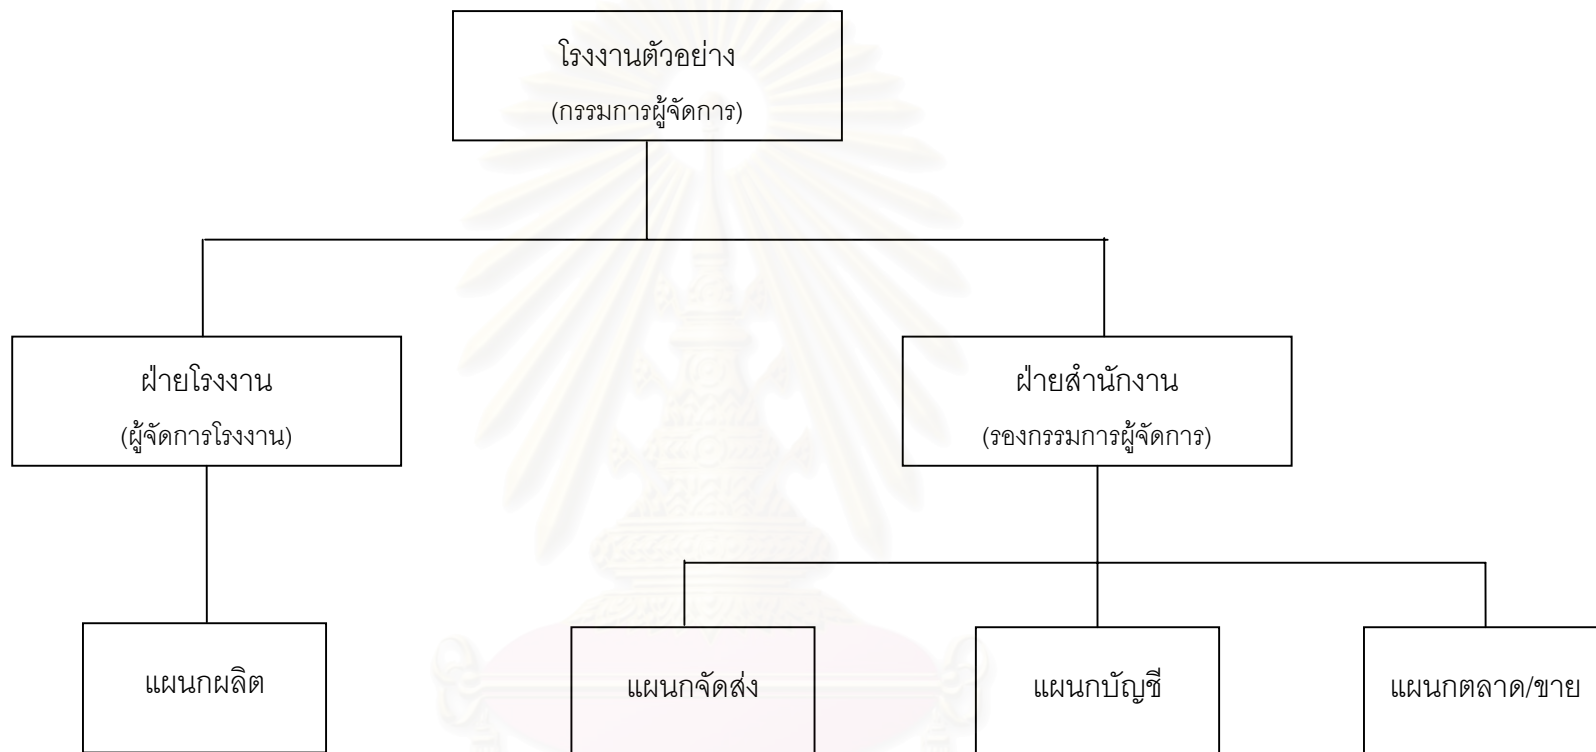 โรงงานตัวอย่าง
(กรรมการผู้จัดการ)
ฝ่ายโรงงาน
(ผู้จัดการโรงงาน)
ฝ่ายสำนักงาน
(รองกรรมการผู้จัดการ)
แผนกผลิต
แผนกจัดส่ง
แผนกบัญชี
แผนกตลาด/ขาย